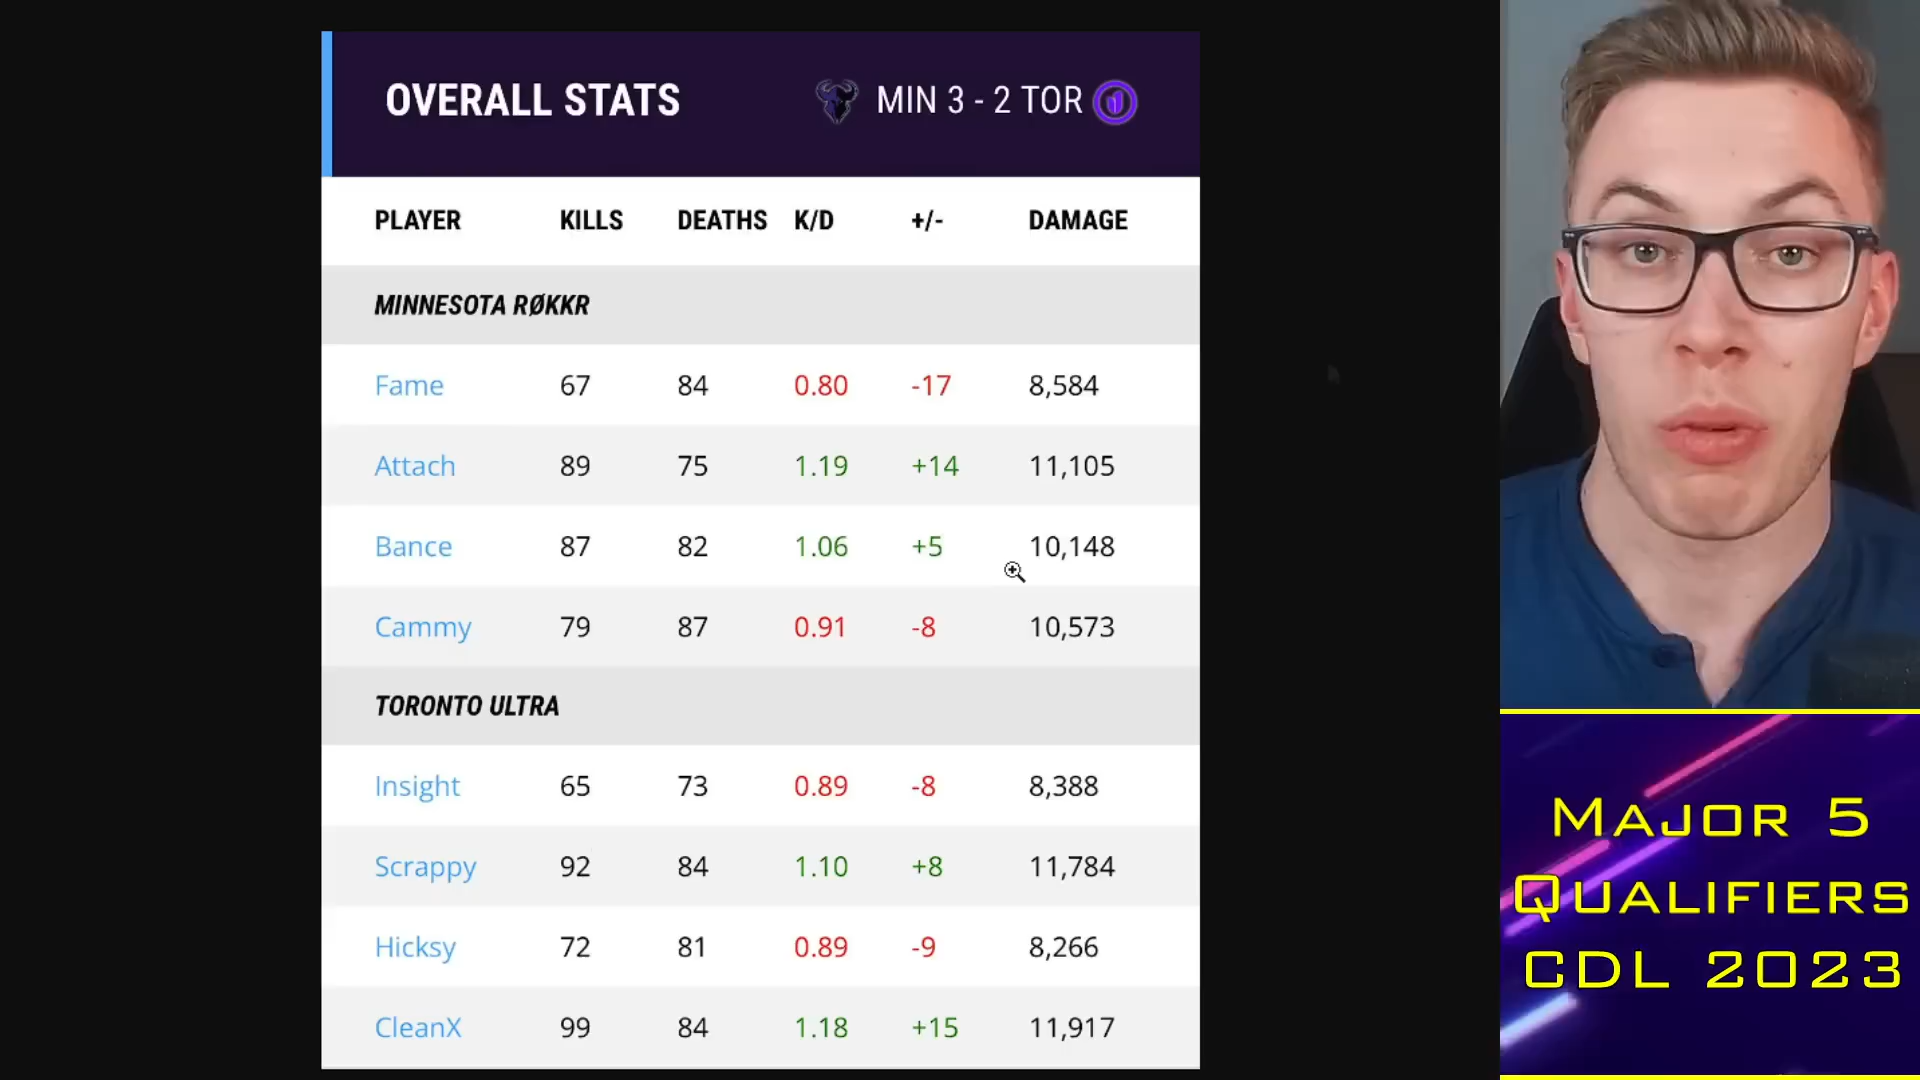 OVERALL STATS MIN 3 - 2 TOR
PLAYER KILLS DEATHS K/D +/- DAMAGE
MINNESOTA RØKKR
Fame 67 84 0.80 -17 8,584
Attach 89 75 1.19 +14 11,105
Bance 87 82 1.06 +5 10,148
Cammy 79 87 0.91 -8 10,573
TORONTO ULTRA
Insight 65 73 0.89 -8 8,388
Scrappy 92 84 1.10 +8 11,784
Hicksy 72 81 0.89 -9 8,266
CleanX 99 84 1.18 +15 11,917
MAJOR 5
QUALIFIERS
CDL 2023